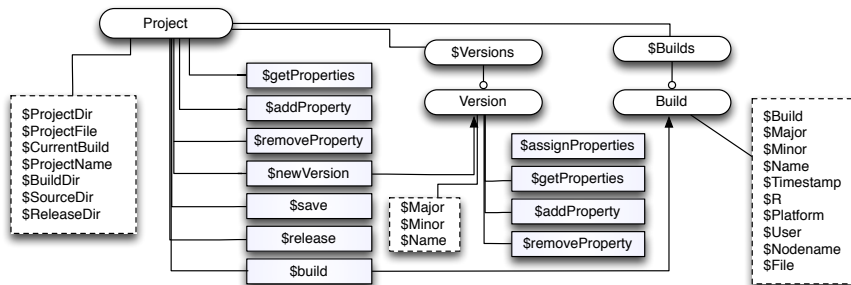 Project
$Versions
$Builds
$getProperties
$addProperty
$removeProperty
$newVersion
$save
$release
$build
$ProjectDir
$ProjectFile
$CurrentBuild
$ProjectName
$BuildDir
$SourceDir
$ReleaseDir
Version
$Major
$Minor
$Name
$assignProperties
$getProperties
$addProperty
$removeProperty
Build
$Build
$Major
$Minor
$Name
$Timestamp
$R
$Platform
$User
$Nodename
$File